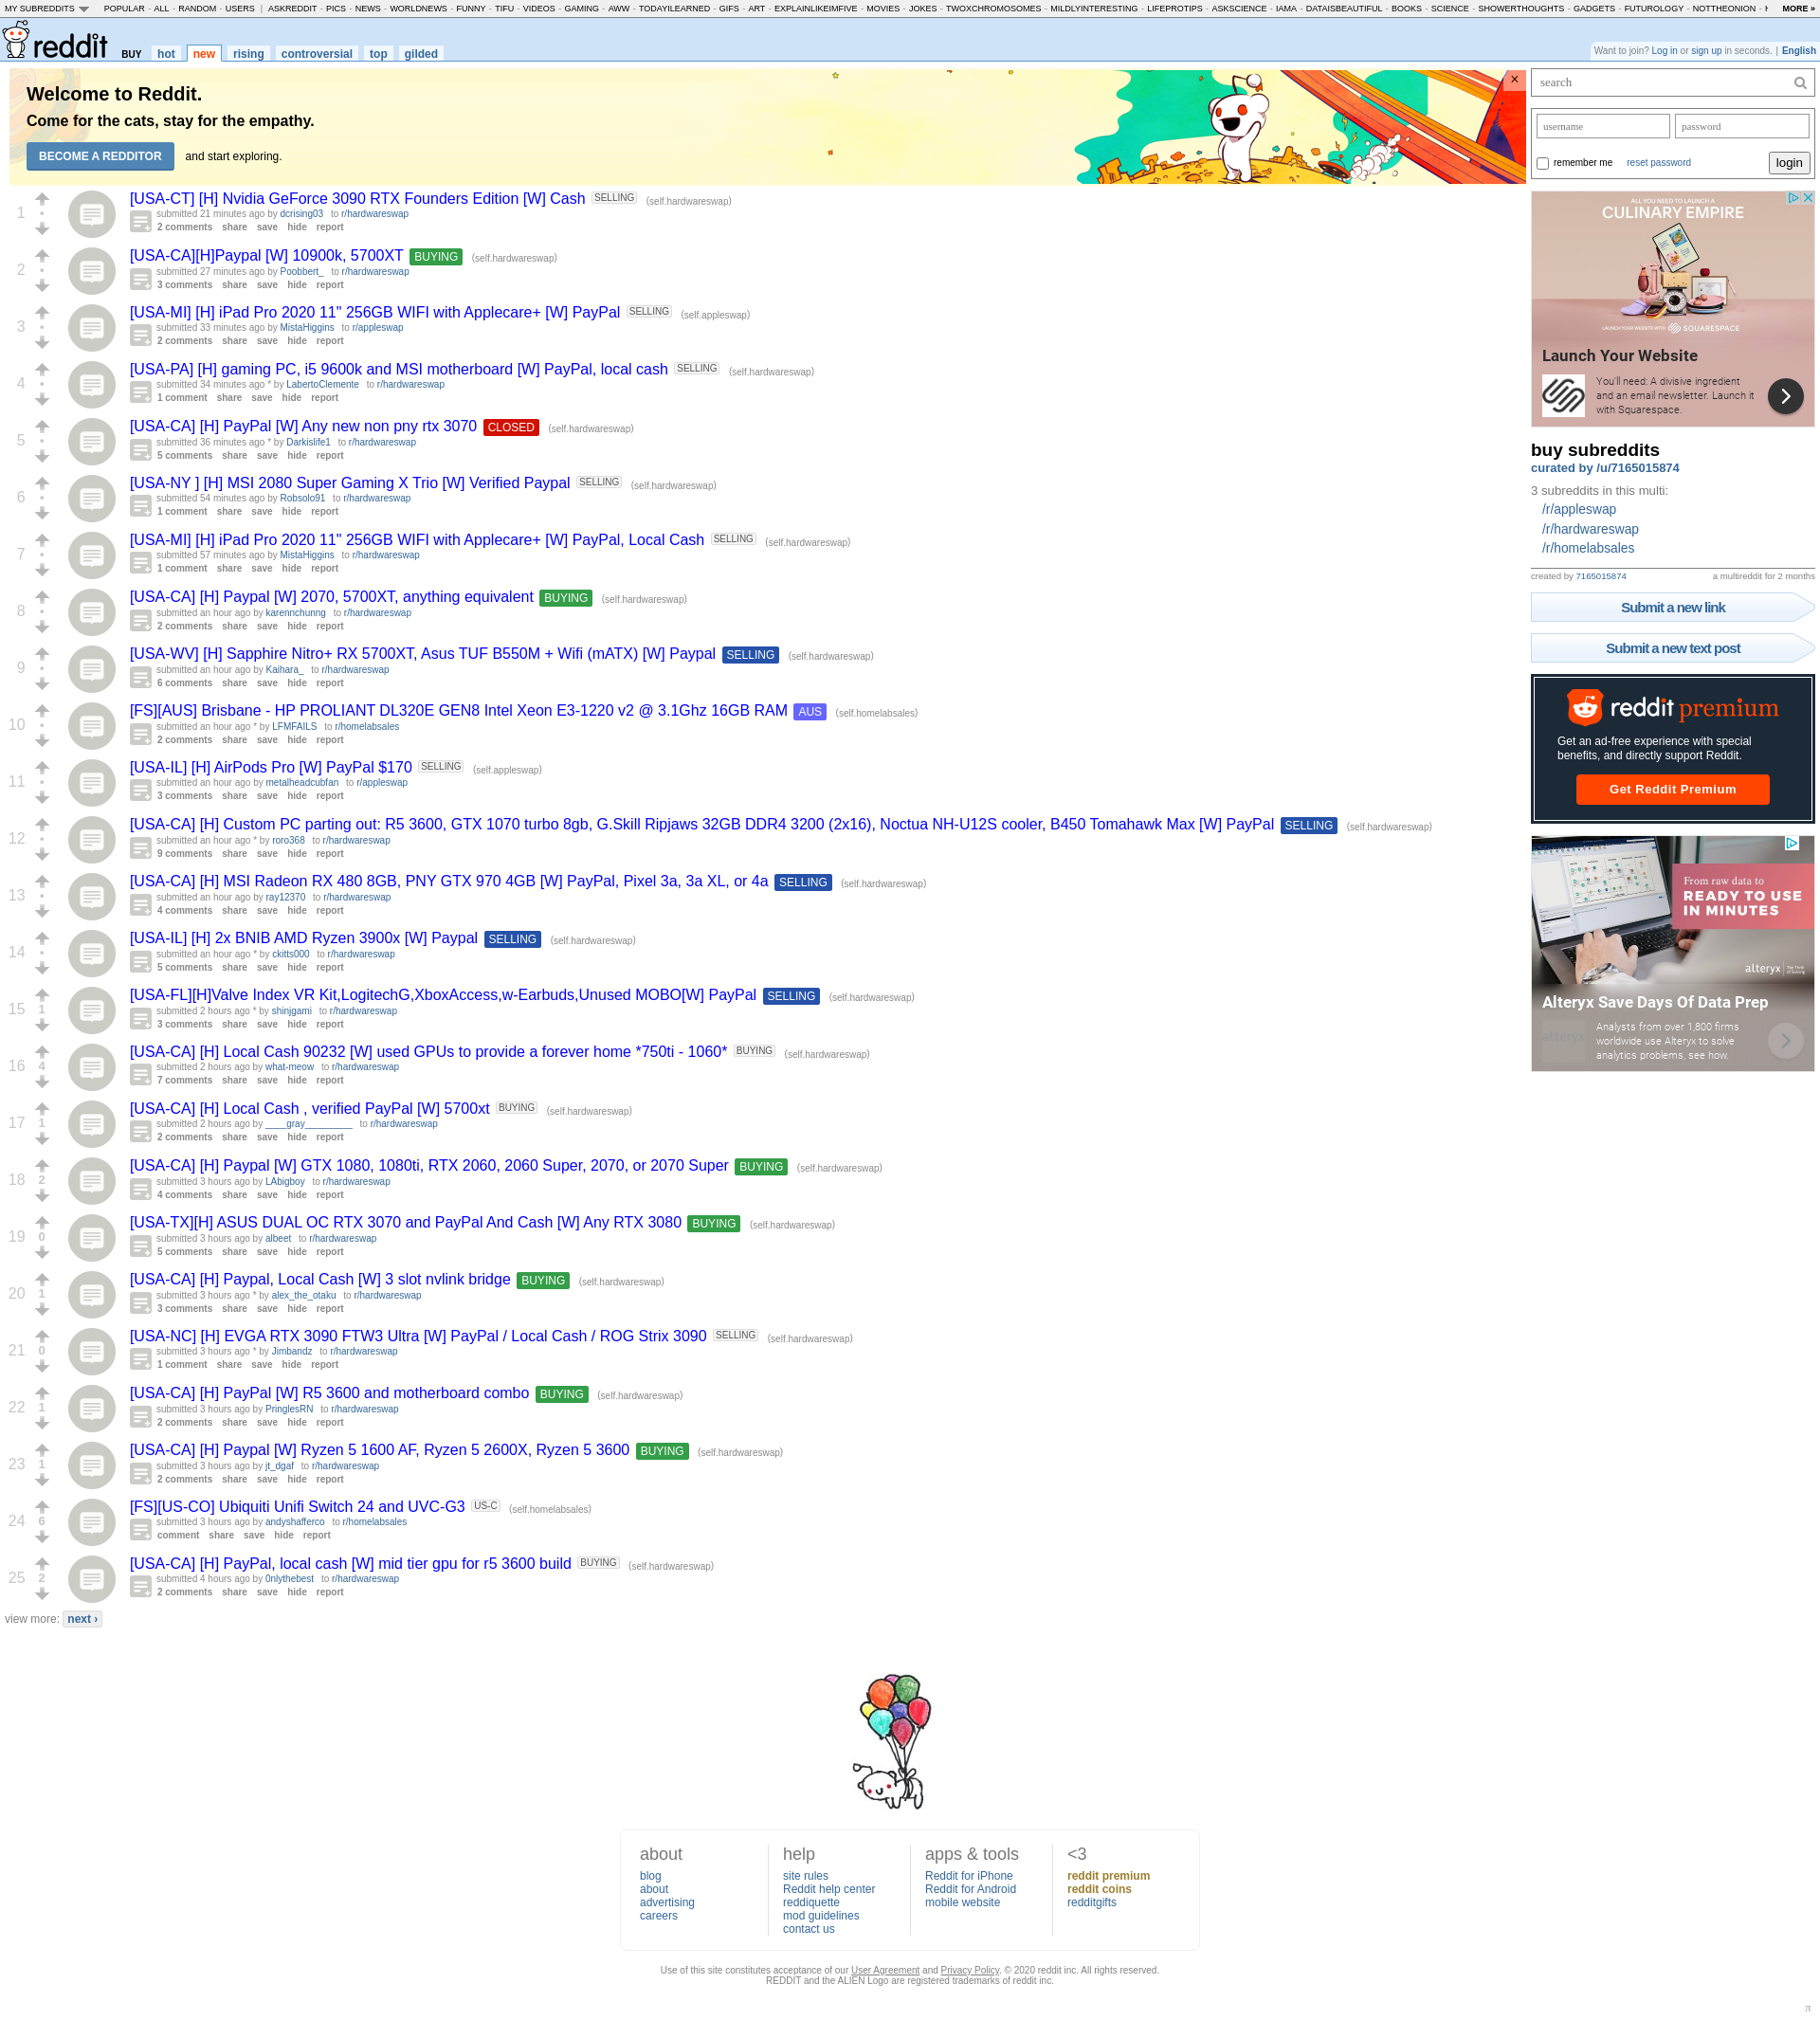 MY SUBREDDITS POPULAR - ALL - RANDOM - USERS | ASKREDDIT - PICS - NEWS - WORLDNEWS - FUNNY - TIFU - VIDEOS - GAMING - AWW - TODAYILEARNED - GIFS - ART - EXPLAINLIKEIMFIVE - MOVIES - JOKES - TWOXCHROMOSOMES - MILDLYINTERESTING - LIFEPROTIPS - ASKSCIENCE - IAMA - DATAISBEAUTIFUL - BOOKS - SCIENCE - SHOWERTHOUGHTS - GADGETS - FUTUROLOGY - NOTTHEONION - MORE »
reddit BUY hot new rising controversial top gilded
Want to join? Log in or sign up in seconds. | English
Welcome to Reddit.
Come for the cats, stay for the empathy.
BECOME A REDDITOR and start exploring.
×
1
[USA-CT] [H] Nvidia GeForce 3090 RTX Founders Edition [W] Cash SELLING (self.hardwareswap)
submitted 21 minutes ago by dcrising03 to r/hardwareswap
2 comments share save hide report
2
[USA-CA][H]Paypal [W] 10900k, 5700XT BUYING (self.hardwareswap)
submitted 27 minutes ago by Poobbert_ to r/hardwareswap
3 comments share save hide report
3
[USA-MI] [H] iPad Pro 2020 11" 256GB WIFI with Applecare+ [W] PayPal SELLING (self.appleswap)
submitted 33 minutes ago by MistaHiggins to r/appleswap
2 comments share save hide report
4
[USA-PA] [H] gaming PC, i5 9600k and MSI motherboard [W] PayPal, local cash SELLING (self.hardwareswap)
submitted 34 minutes ago * by LabertoClemente to r/hardwareswap
1 comment share save hide report
5
[USA-CA] [H] PayPal [W] Any new non pny rtx 3070 CLOSED (self.hardwareswap)
submitted 36 minutes ago * by Darkislife1 to r/hardwareswap
5 comments share save hide report
6
[USA-NY ] [H] MSI 2080 Super Gaming X Trio [W] Verified Paypal SELLING (self.hardwareswap)
submitted 54 minutes ago by Robsolo91 to r/hardwareswap
1 comment share save hide report
7
[USA-MI] [H] iPad Pro 2020 11" 256GB WIFI with Applecare+ [W] PayPal, Local Cash SELLING (self.hardwareswap)
submitted 57 minutes ago by MistaHiggins to r/hardwareswap
1 comment share save hide report
8
[USA-CA] [H] Paypal [W] 2070, 5700XT, anything equivalent BUYING (self.hardwareswap)
submitted an hour ago by karennchunng to r/hardwareswap
2 comments share save hide report
9
[USA-WV] [H] Sapphire Nitro+ RX 5700XT, Asus TUF B550M + Wifi (mATX) [W] Paypal SELLING (self.hardwareswap)
submitted an hour ago by Kaihara_ to r/hardwareswap
6 comments share save hide report
10
[FS][AUS] Brisbane - HP PROLIANT DL320E GEN8 Intel Xeon E3-1220 v2 @ 3.1Ghz 16GB RAM AUS (self.homelabsales)
submitted an hour ago * by LFMFAILS to r/homelabsales
2 comments share save hide report
11
[USA-IL] [H] AirPods Pro [W] PayPal $170 SELLING (self.appleswap)
submitted an hour ago by metalheadcubfan to r/appleswap
3 comments share save hide report
12
[USA-CA] [H] Custom PC parting out: R5 3600, GTX 1070 turbo 8gb, G.Skill Ripjaws 32GB DDR4 3200 (2x16), Noctua NH-U12S cooler, B450 Tomahawk Max [W] PayPal SELLING (self.hardwareswap)
submitted an hour ago * by roro368 to r/hardwareswap
9 comments share save hide report
13
[USA-CA] [H] MSI Radeon RX 480 8GB, PNY GTX 970 4GB [W] PayPal, Pixel 3a, 3a XL, or 4a SELLING (self.hardwareswap)
submitted an hour ago by ray12370 to r/hardwareswap
4 comments share save hide report
14
[USA-IL] [H] 2x BNIB AMD Ryzen 3900x [W] Paypal SELLING (self.hardwareswap)
submitted an hour ago * by ckitts000 to r/hardwareswap
5 comments share save hide report
15 1
[USA-FL][H]Valve Index VR Kit,LogitechG,XboxAccess,w-Earbuds,Unused MOBO[W] PayPal SELLING (self.hardwareswap)
submitted 2 hours ago * by shinjgami to r/hardwareswap
3 comments share save hide report
16 4
[USA-CA] [H] Local Cash 90232 [W] used GPUs to provide a forever home *750ti - 1060* BUYING (self.hardwareswap)
submitted 2 hours ago by what-meow to r/hardwareswap
7 comments share save hide report
17 1
[USA-CA] [H] Local Cash , verified PayPal [W] 5700xt BUYING (self.hardwareswap)
submitted 2 hours ago by ____gray_________ to r/hardwareswap
2 comments share save hide report
18 2
[USA-CA] [H] Paypal [W] GTX 1080, 1080ti, RTX 2060, 2060 Super, 2070, or 2070 Super BUYING (self.hardwareswap)
submitted 3 hours ago by LAbigboy to r/hardwareswap
4 comments share save hide report
19 0
[USA-TX][H] ASUS DUAL OC RTX 3070 and PayPal And Cash [W] Any RTX 3080 BUYING (self.hardwareswap)
submitted 3 hours ago by albeet to r/hardwareswap
5 comments share save hide report
20 1
[USA-CA] [H] Paypal, Local Cash [W] 3 slot nvlink bridge BUYING (self.hardwareswap)
submitted 3 hours ago * by alex_the_otaku to r/hardwareswap
3 comments share save hide report
21 0
[USA-NC] [H] EVGA RTX 3090 FTW3 Ultra [W] PayPal / Local Cash / ROG Strix 3090 SELLING (self.hardwareswap)
submitted 3 hours ago * by Jimbandz to r/hardwareswap
1 comment share save hide report
22 1
[USA-CA] [H] PayPal [W] R5 3600 and motherboard combo BUYING (self.hardwareswap)
submitted 3 hours ago by PringlesRN to r/hardwareswap
2 comments share save hide report
23 1
[USA-CA] [H] Paypal [W] Ryzen 5 1600 AF, Ryzen 5 2600X, Ryzen 5 3600 BUYING (self.hardwareswap)
submitted 3 hours ago by jt_dgaf to r/hardwareswap
2 comments share save hide report
24 6
[FS][US-CO] Ubiquiti Unifi Switch 24 and UVC-G3 US-C (self.homelabsales)
submitted 3 hours ago by andyshafferco to r/homelabsales
comment share save hide report
25 2
[USA-CA] [H] PayPal, local cash [W] mid tier gpu for r5 3600 build BUYING (self.hardwareswap)
submitted 4 hours ago by 0nlythebest to r/hardwareswap
2 comments share save hide report
view more: next ›
search
username password
remember me reset password login
ALL YOU NEED TO LAUNCH A
CULINARY EMPIRE
LAUNCH YOUR WEBSITE WITH SQUARESPACE
Launch Your Website
You'll need: A divisive ingredient
and an email newsletter. Launch it
with Squarespace.
buy subreddits
curated by /u/7165015874
3 subreddits in this multi:
/r/appleswap
/r/hardwareswap
/r/homelabsales
created by 7165015874 a multireddit for 2 months
Submit a new link
Submit a new text post
reddit premium
Get an ad-free experience with special
benefits, and directly support Reddit.
Get Reddit Premium
From raw data to
READY TO USE
IN MINUTES
alteryx
Alteryx Save Days Of Data Prep
Analysts from over 1,800 firms
worldwide use Alteryx to solve
analytics problems, see how.
about
blog
about
advertising
careers
help
site rules
Reddit help center
reddiquette
mod guidelines
contact us
apps & tools
Reddit for iPhone
Reddit for Android
mobile website
<3
reddit premium
reddit coins
redditgifts
Use of this site constitutes acceptance of our User Agreement and Privacy Policy. © 2020 reddit inc. All rights reserved.
REDDIT and the ALIEN Logo are registered trademarks of reddit inc.
π